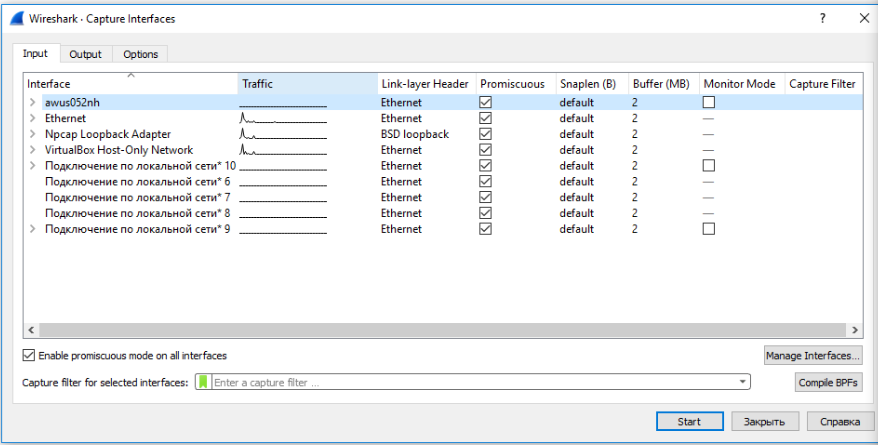 Wireshark · Capture Interfaces ?
Input Output Options
Interface Traffic Link-layer Header Promiscuous Snaplen (B) Buffer (MB) Monitor Mode Capture Filter
awus052nh Ethernet default 2
Ethernet Ethernet default 2 —
Npcap Loopback Adapter BSD loopback default 2 —
VirtualBox Host-Only Network Ethernet default 2 —
Подключение по локальной сети* 10 Ethernet default 2
Подключение по локальной сети* 6 Ethernet default 2 —
Подключение по локальной сети* 7 Ethernet default 2 —
Подключение по локальной сети* 8 Ethernet default 2 —
Подключение по локальной сети* 9 Ethernet default 2
Enable promiscuous mode on all interfaces Manage Interfaces...
Capture filter for selected interfaces: Enter a capture filter ... Compile BPFs
Start Закрыть Справка